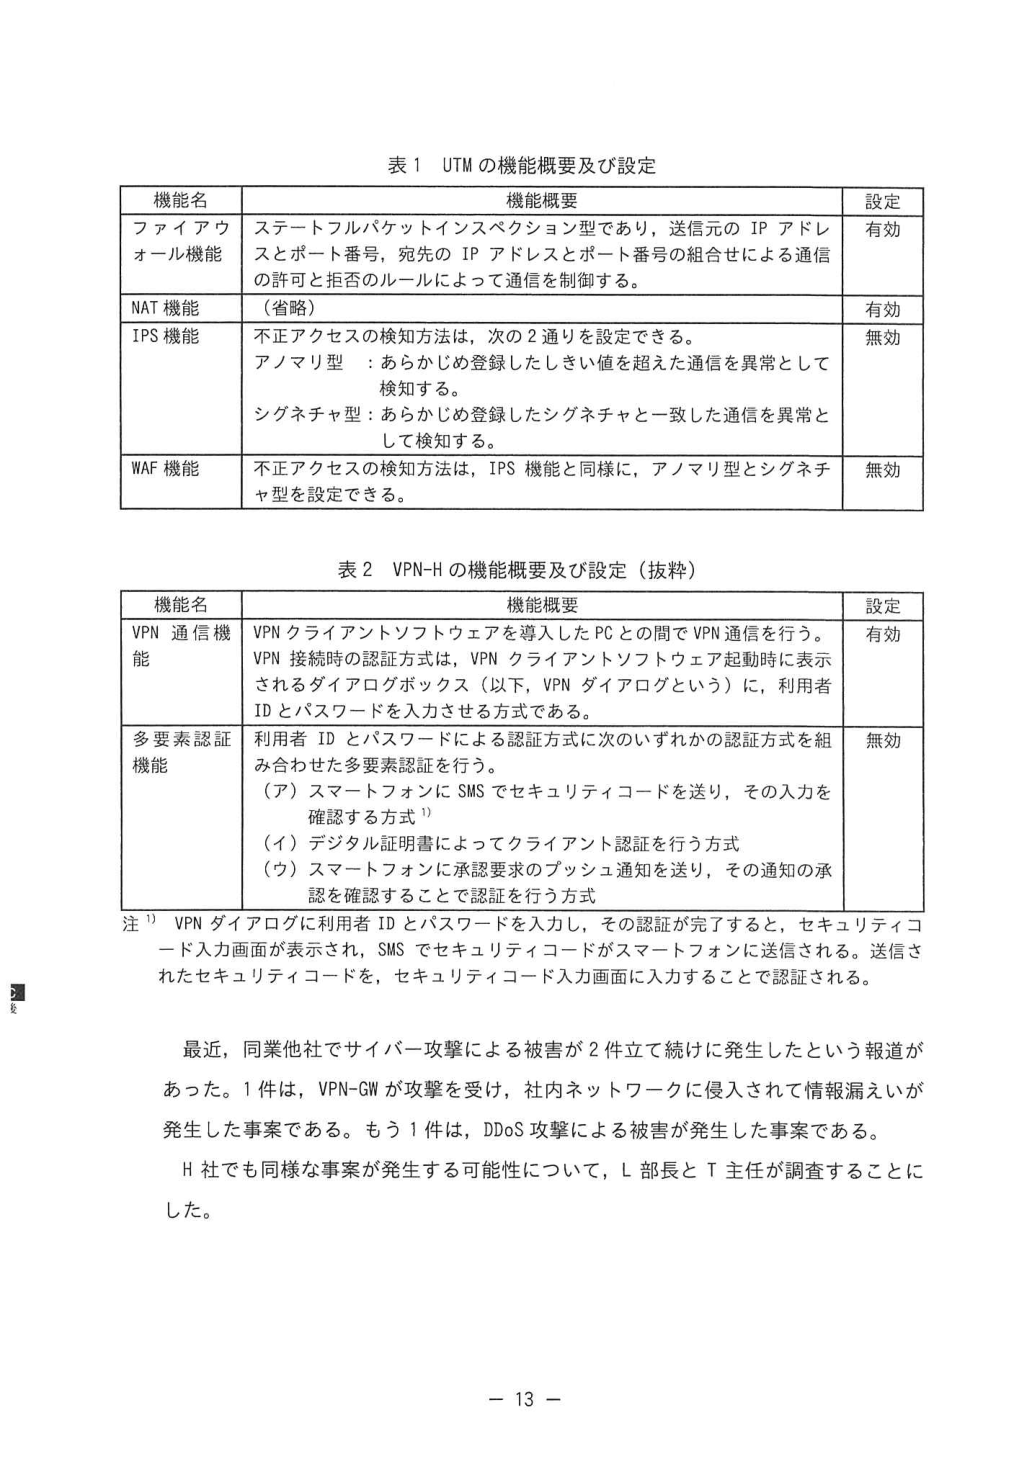 表1 UTM の機能概要及び設定
機能名 機能概要 設定
ファイアウ ステートフルパケットインスペクション型であり，送信元の IP アドレ 有効
ォール機能 スとポート番号，宛先の IP アドレスとポート番号の組合せによる通信
の許可と拒否のルールによって通信を制御する。
NAT 機能 （省略） 有効
IPS 機能 不正アクセスの検知方法は，次の2通りを設定できる。 無効
アノマリ型 ：あらかじめ登録したしきい値を超えた通信を異常として
検知する。
シグネチャ型：あらかじめ登録したシグネチャと一致した通信を異常と
して検知する。
WAF 機能 不正アクセスの検知方法は，IPS 機能と同様に，アノマリ型とシグネチ 無効
ャ型を設定できる。
表2 VPN-H の機能概要及び設定（抜粋）
機能名 機能概要 設定
VPN 通信機 VPN クライアントソフトウェアを導入した PC との間で VPN 通信を行う。 有効
能 VPN 接続時の認証方式は，VPN クライアントソフトウェア起動時に表示
されるダイアログボックス（以下，VPN ダイアログという）に，利用者
ID とパスワードを入力させる方式である。
多要素認証 利用者 ID とパスワードによる認証方式に次のいずれかの認証方式を組 無効
機能 み合わせた多要素認証を行う。
（ア）スマートフォンに SMS でセキュリティコードを送り，その入力を
確認する方式 1)
（イ）デジタル証明書によってクライアント認証を行う方式
（ウ）スマートフォンに承認要求のプッシュ通知を送り，その通知の承
認を確認することで認証を行う方式
注 1) VPN ダイアログに利用者 ID とパスワードを入力し，その認証が完了すると，セキュリティコ
ード入力画面が表示され，SMS でセキュリティコードがスマートフォンに送信される。送信さ
れたセキュリティコードを，セキュリティコード入力画面に入力することで認証される。
最近，同業他社でサイバー攻撃による被害が2件立て続けに発生したという報道が
あった。1件は，VPN-GW が攻撃を受け，社内ネットワークに侵入されて情報漏えいが
発生した事案である。もう1件は，DDoS 攻撃による被害が発生した事案である。
H 社でも同様な事案が発生する可能性について，L 部長と T 主任が調査することに
した。
－ 13 －